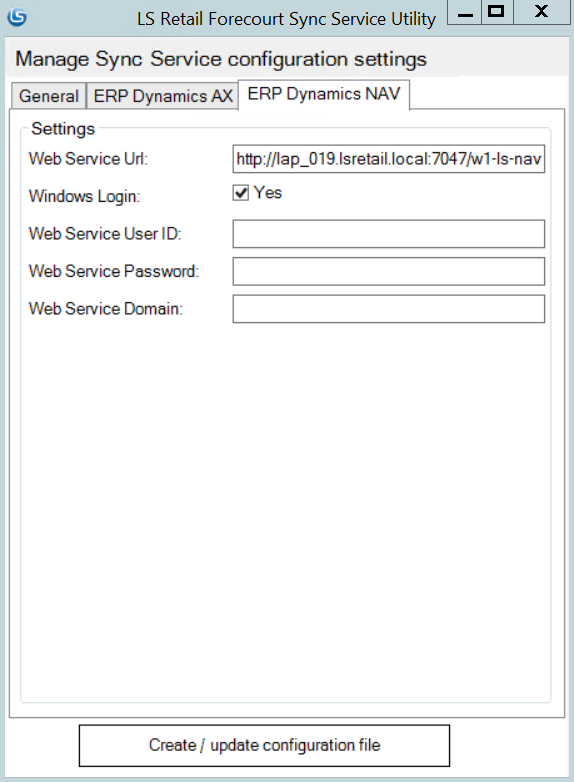 LS Retail Forecourt Sync Service Utility
Manage Sync Service configuration settings
General
ERP Dynamics AX
ERP Dynamics NAV
Settings
Web Service Url:
http://lap_019.lsretail.local:7047/w1-ls-nav
Windows Login:
Yes
Web Service User ID:
Web Service Password:
Web Service Domain:
Create / update configuration file